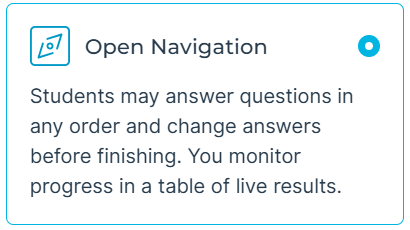 Open Navigation
Students may answer questions in
any order and change answers
before finishing. You monitor
progress in a table of live results.